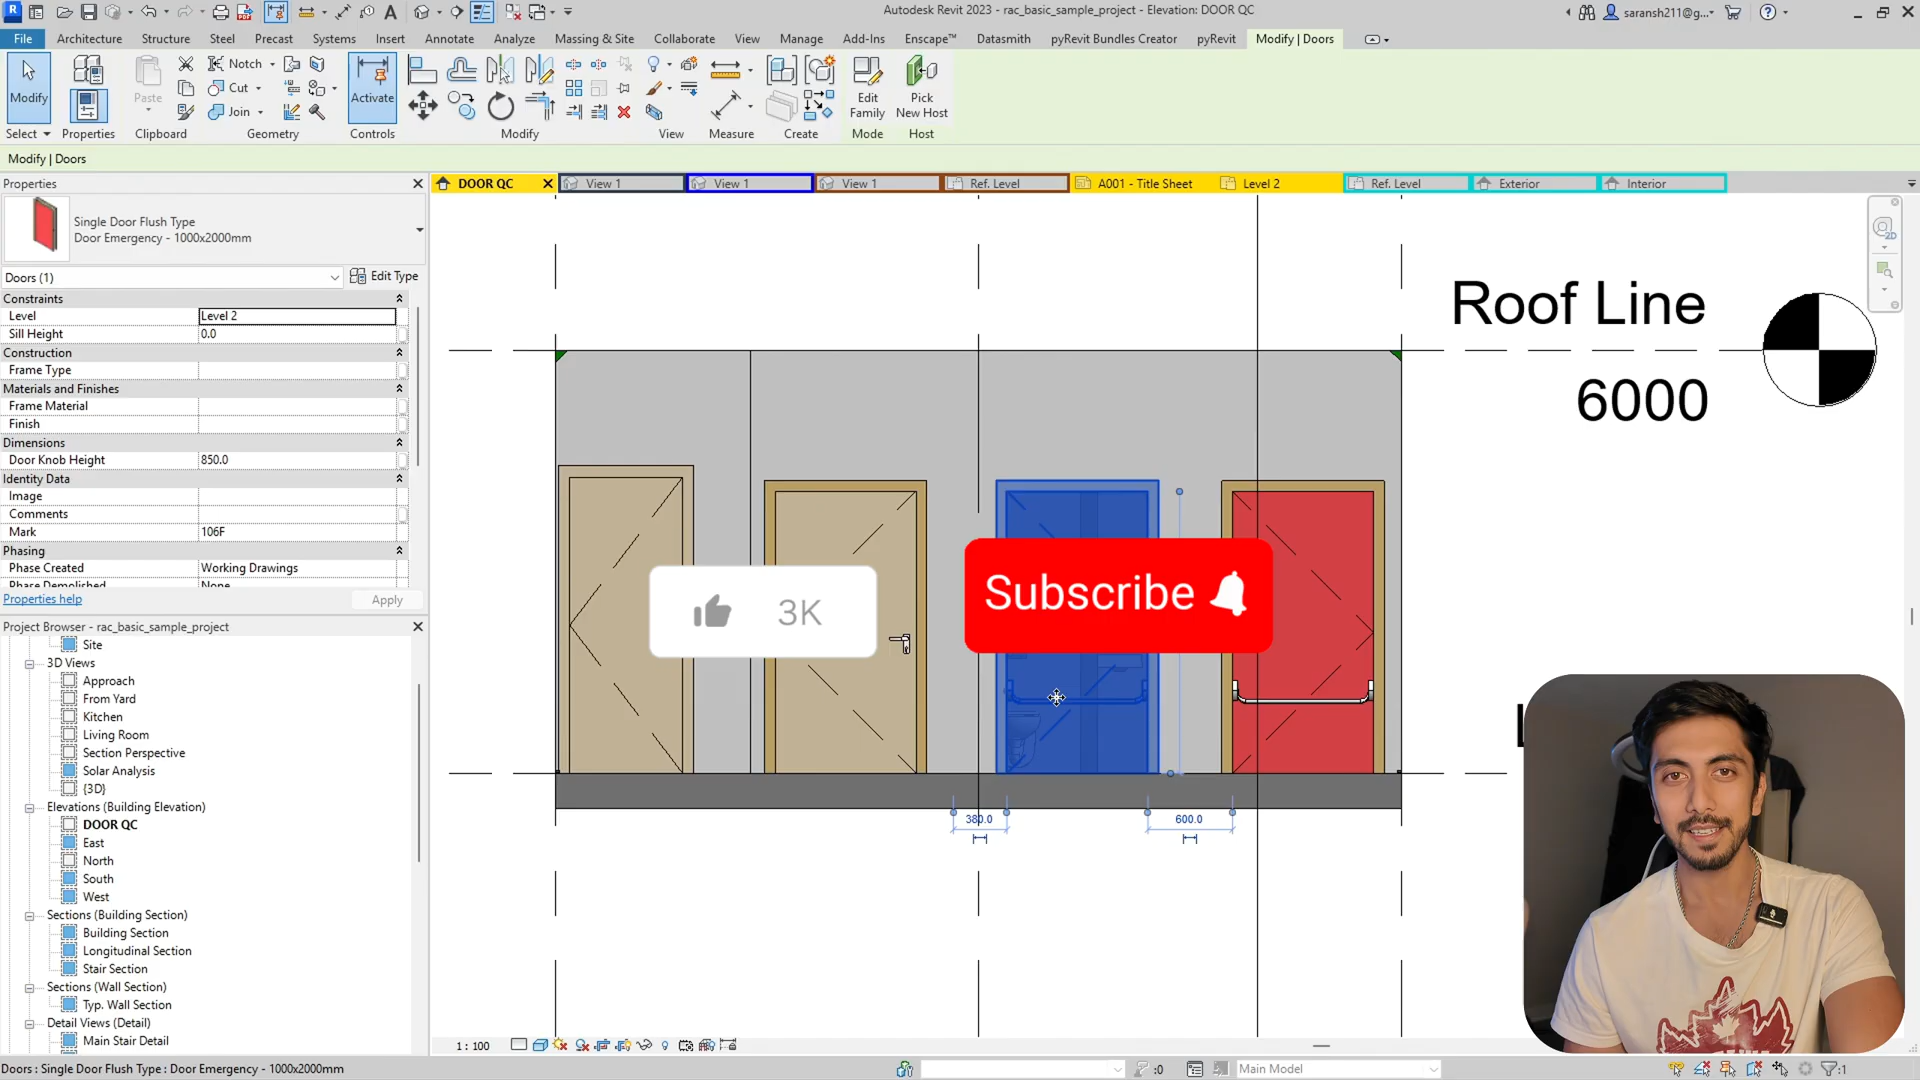 Autodesk Revit 2023 - rac_basic_sample_project - Elevation: DOOR QC
saransh211@g...
File Architecture Structure Steel Precast Systems Insert Annotate Analyze Massing & Site Collaborate View Manage Add-Ins Enscape™ Datasmith pyRevit Bundles Creator pyRevit Modify | Doors
Modify
Paste
Notch
Cut
Join
Activate
Edit Family
Pick New Host
Select Properties Clipboard Geometry Controls Modify View Measure Create Mode Host
Modify | Doors
Properties
DOOR QC View 1 View 1 View 1 Ref. Level A001 - Title Sheet Level 2 Ref. Level Exterior Interior
Single Door Flush Type
Door Emergency - 1000x2000mm
Doors (1) Edit Type
Constraints
Level Level 2
Sill Height 0.0
Construction
Frame Type
Materials and Finishes
Frame Material
Finish
Dimensions
Door Knob Height 850.0
Identity Data
Image
Comments
Mark 106F
Phasing
Phase Created Working Drawings
Phase Demolished None
Properties help Apply
Project Browser - rac_basic_sample_project
Site
3D Views
Approach
From Yard
Kitchen
Living Room
Section Perspective
Solar Analysis
{3D}
Elevations (Building Elevation)
DOOR QC
East
North
South
West
Sections (Building Section)
Building Section
Longitudinal Section
Stair Section
Sections (Wall Section)
Typ. Wall Section
Detail Views (Detail)
Main Stair Detail
Roof Line
6000
3K
Subscribe
380.0
600.0
1 : 100
Doors : Single Door Flush Type : Door Emergency - 1000x2000mm
:0
Main Model
:1